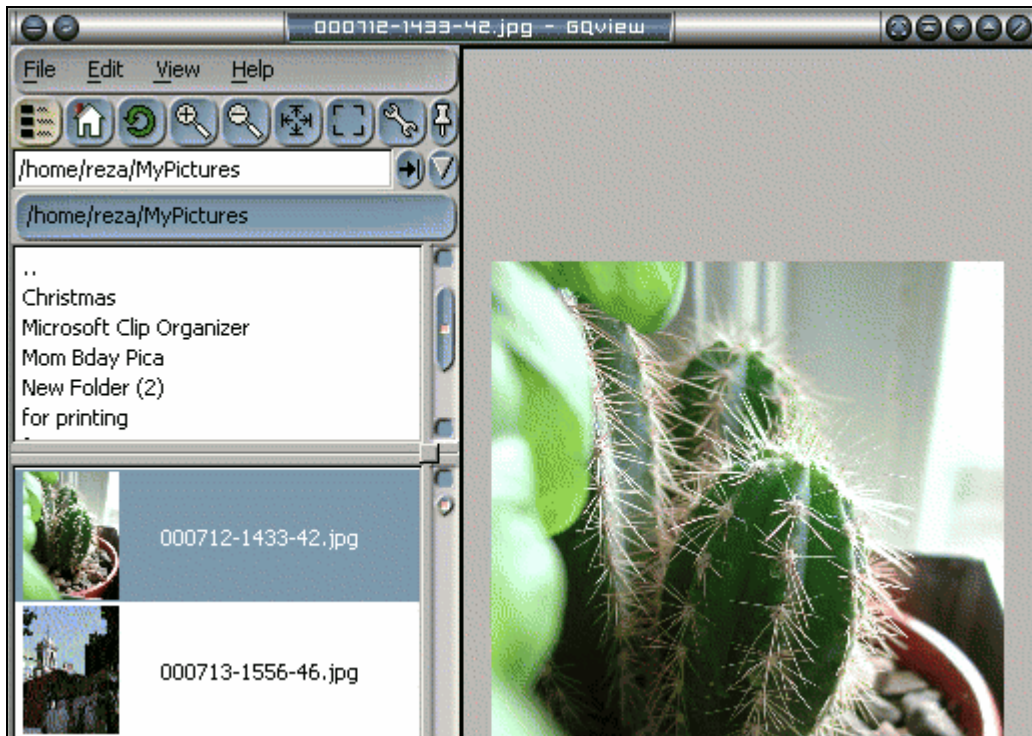 000712-1433-42.jpg - GQview
File Edit View Help
/home/reza/MyPictures
/home/reza/MyPictures
..
Christmas
Microsoft Clip Organizer
Mom Bday Pica
New Folder (2)
for printing
000712-1433-42.jpg
000713-1556-46.jpg